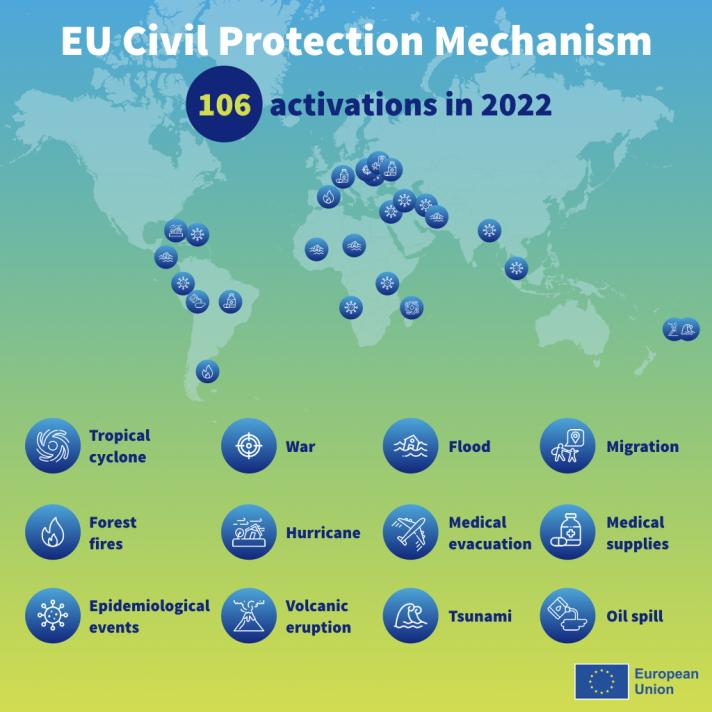 EU Civil Protection Mechanism
106 activations in 2022
Tropical
cyclone
War
Flood
Migration
Forest
fires
Hurricane
Medical
evacuation
Medical
supplies
Epidemiological
events
Volcanic
eruption
Tsunami
Oil spill
European
Union